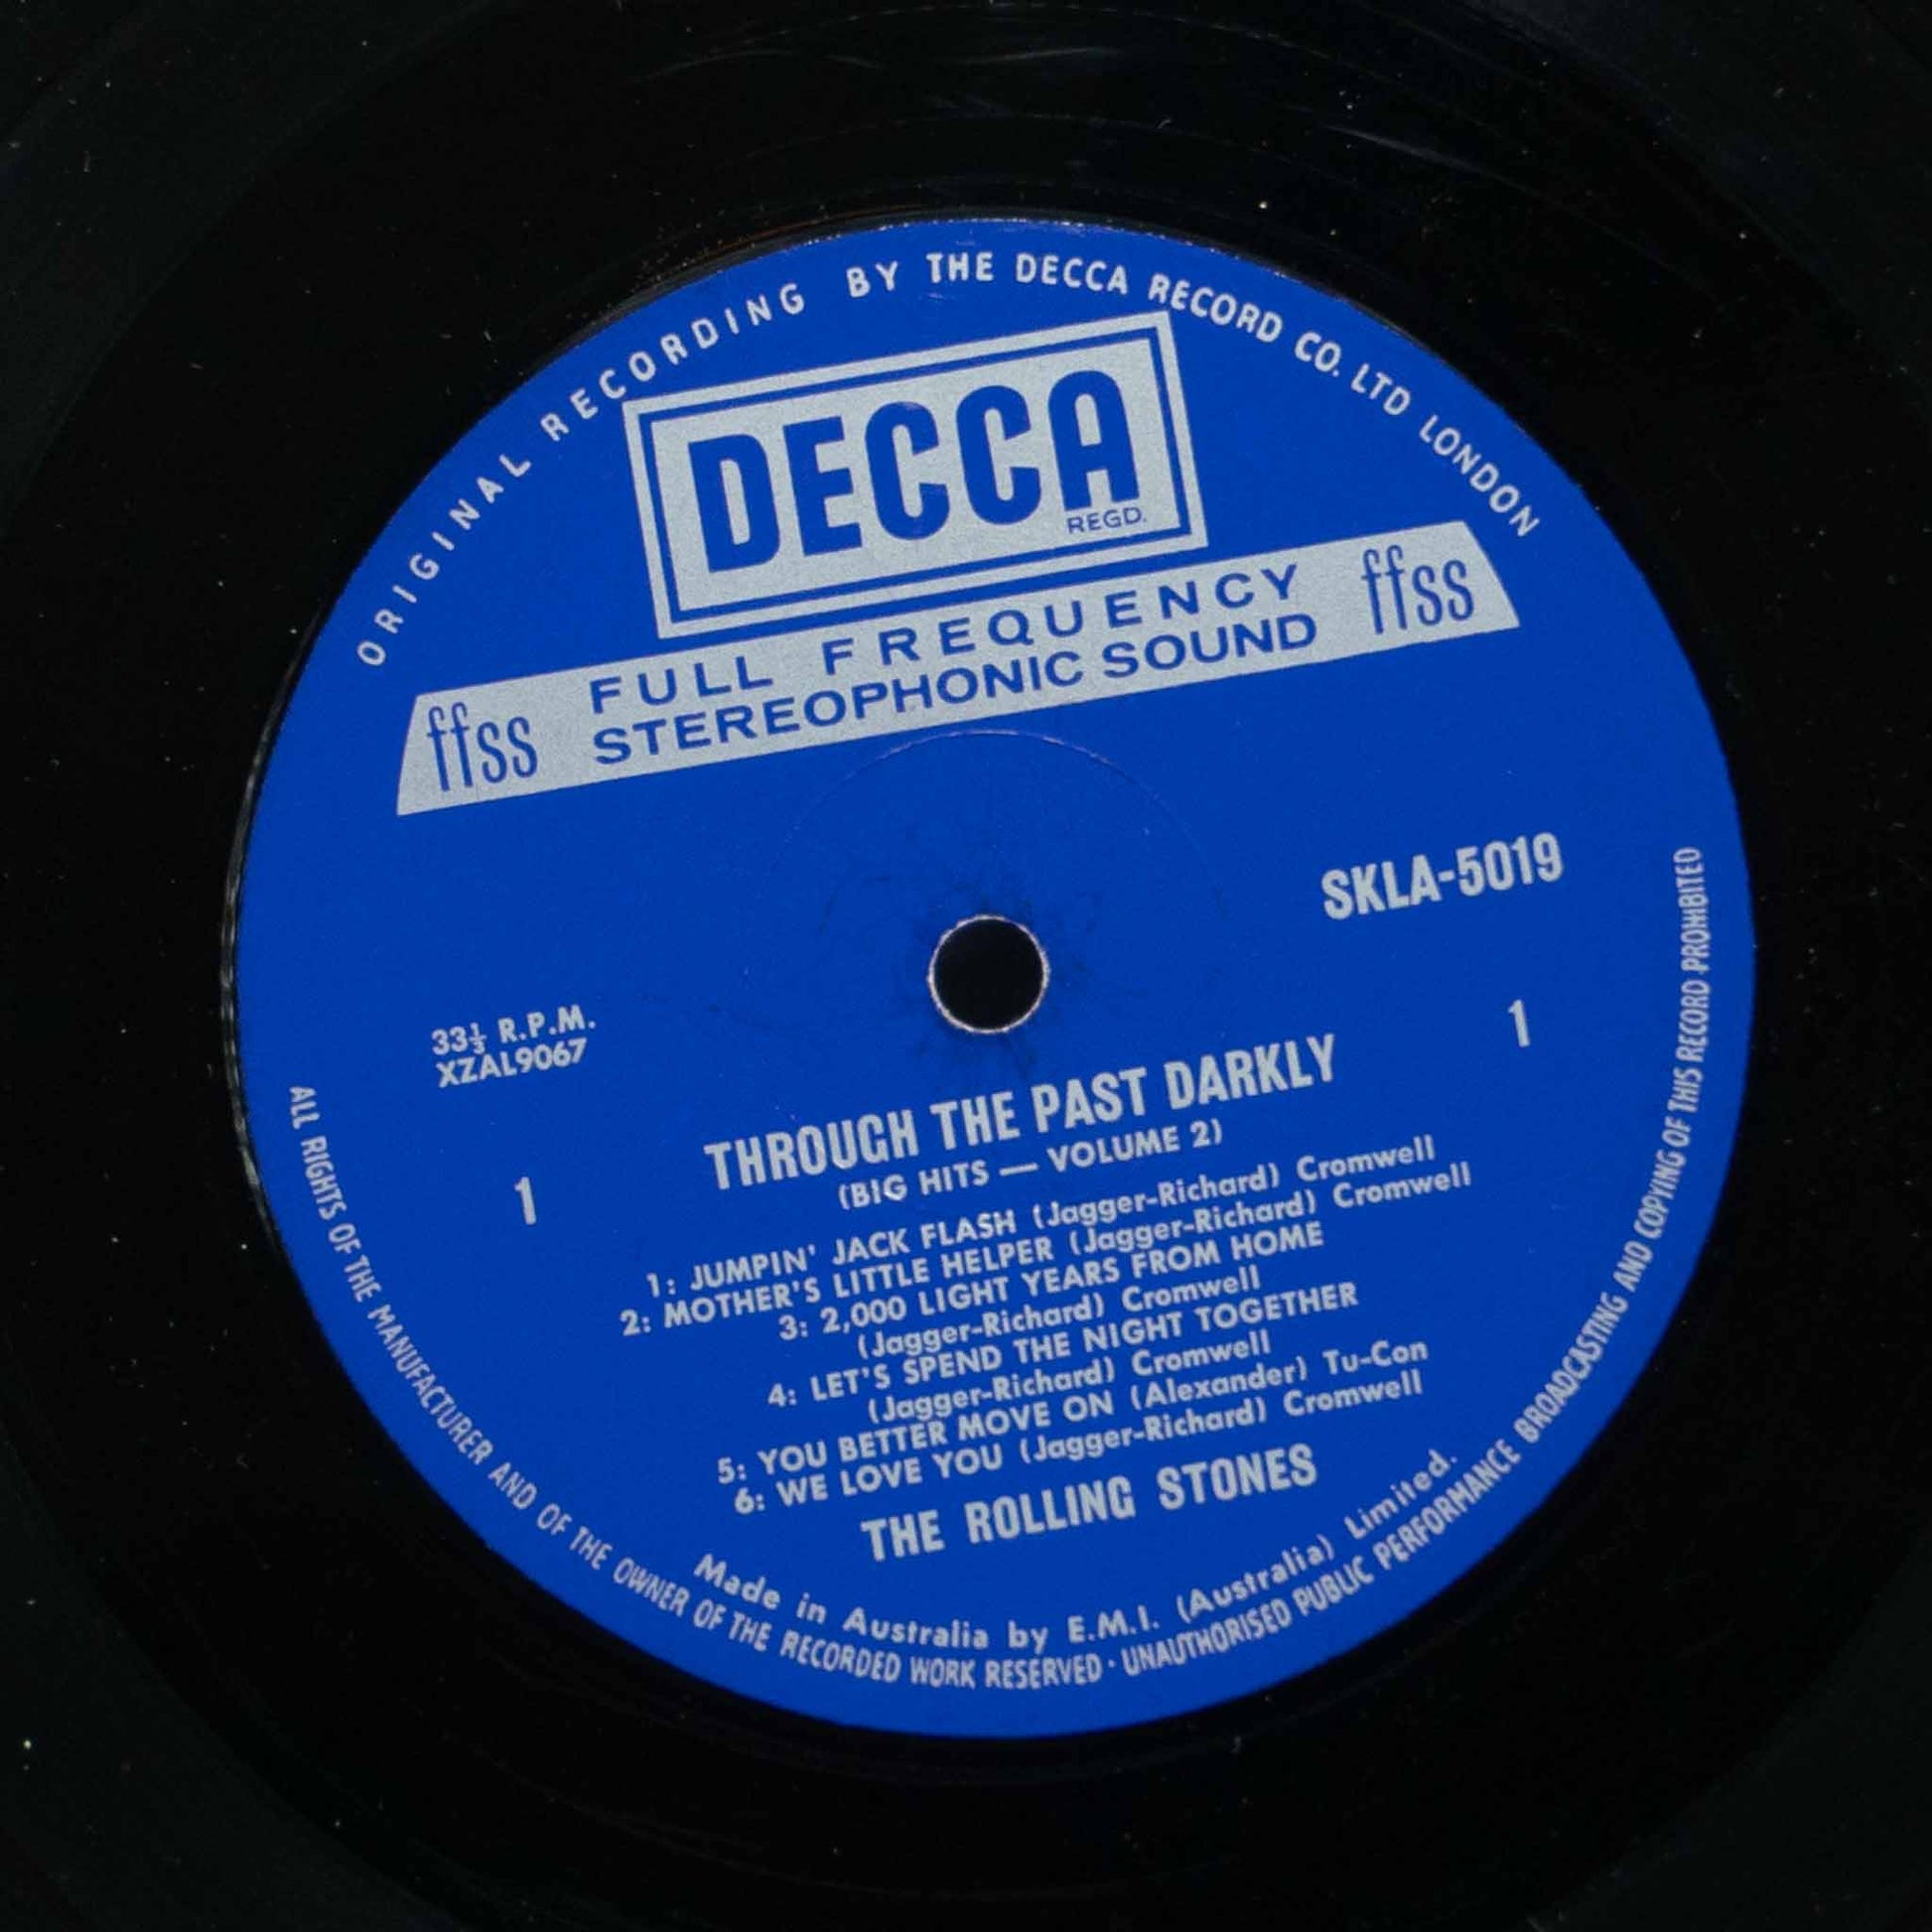 ORIGINAL RECORDING BY THE DECCA RECORD CO. LTD LONDON
DECCA
REGD.
ffss FULL FREQUENCY ffss
STEREOPHONIC SOUND
SKLA-5019
33⅓ R.P.M.
XZAL9067
1
1
THROUGH THE PAST DARKLY
(BIG HITS — VOLUME 2)
1: JUMPIN' JACK FLASH (Jagger-Richard) Cromwell
2: MOTHER'S LITTLE HELPER (Jagger-Richard) Cromwell
3: 2,000 LIGHT YEARS FROM HOME
(Jagger-Richard) Cromwell
4: LET'S SPEND THE NIGHT TOGETHER
(Jagger-Richard) Cromwell
5: YOU BETTER MOVE ON (Alexander) Tu-Con
6: WE LOVE YOU (Jagger-Richard) Cromwell
THE ROLLING STONES
Made in Australia by E.M.I. (Australia) Limited.
ALL RIGHTS OF THE MANUFACTURER AND OF THE OWNER OF THE RECORDED WORK RESERVED · UNAUTHORISED PUBLIC PERFORMANCE BROADCASTING AND COPYING OF THIS RECORD PROHIBITED